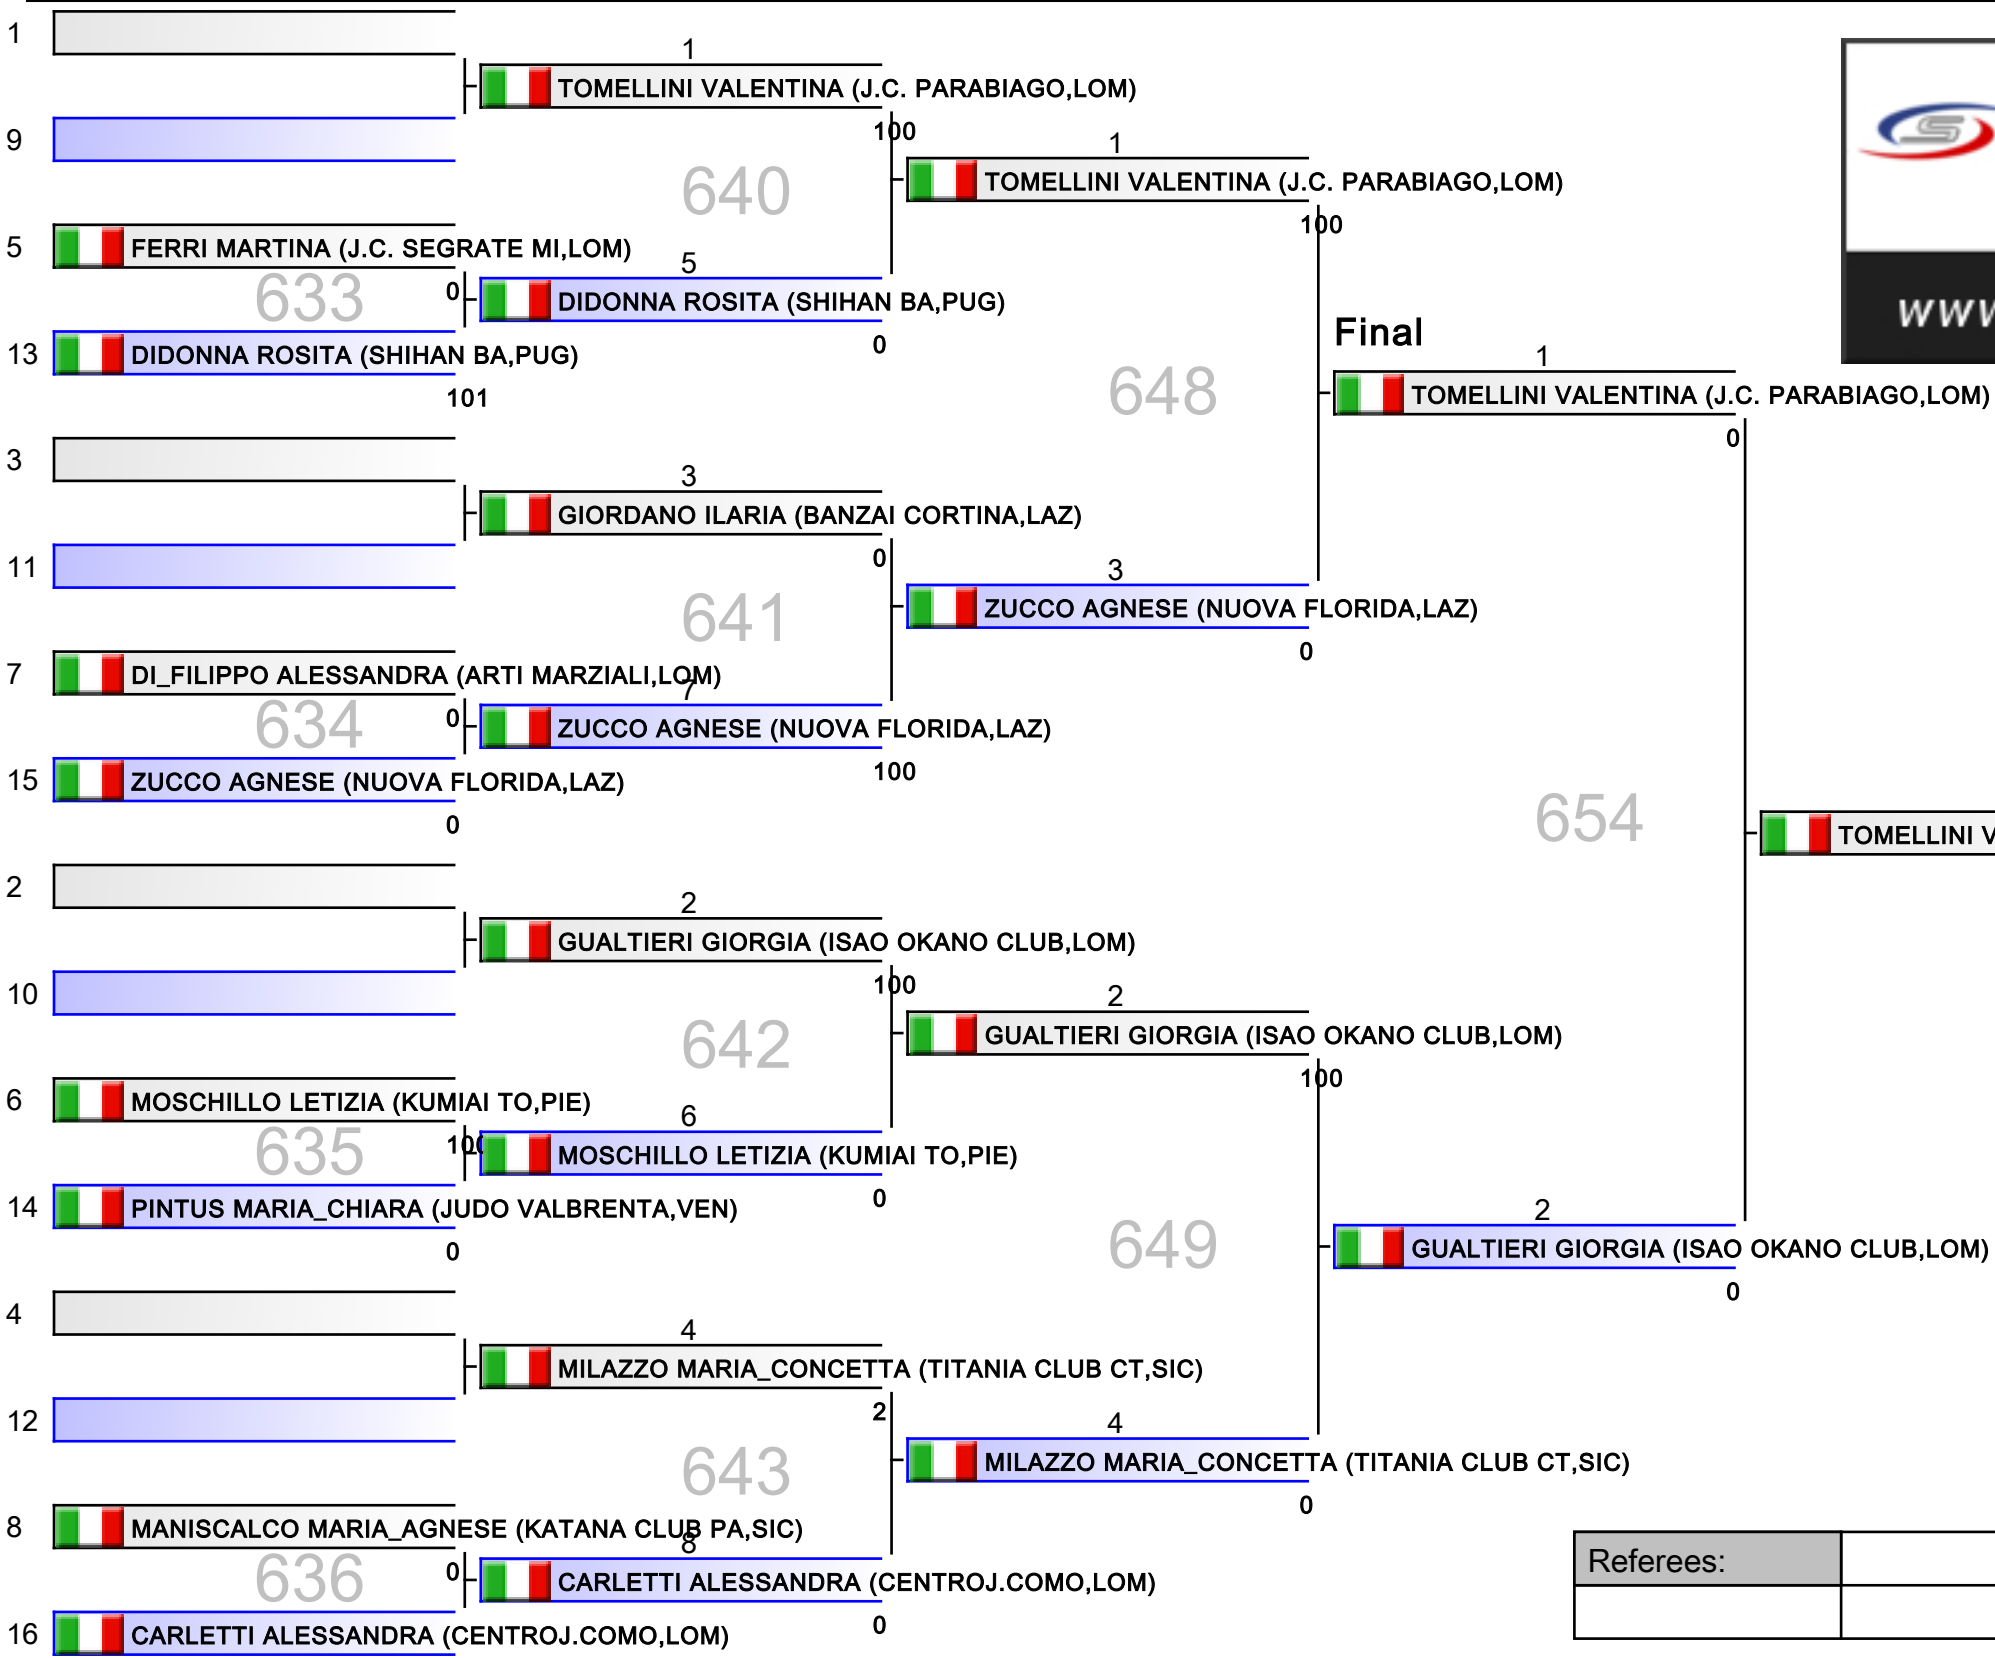 1
1
TOMELLINI VALENTINA (J.C. PARABIAGO,LOM)
100
9
1
TOMELLINI VALENTINA (J.C. PARABIAGO,LOM)
640
100
5
FERRI MARTINA (J.C. SEGRATE MI,LOM)
633
0
5
DIDONNA ROSITA (SHIHAN BA,PUG)
0
13
DIDONNA ROSITA (SHIHAN BA,PUG)
101
648
Final
1
TOMELLINI VALENTINA (J.C. PARABIAGO,LOM)
0
www
3
3
GIORDANO ILARIA (BANZAI CORTINA,LAZ)
0
11
3
ZUCCO AGNESE (NUOVA FLORIDA,LAZ)
641
0
7
DI_FILIPPO ALESSANDRA (ARTI MARZIALI,LOM)
634
0
7
ZUCCO AGNESE (NUOVA FLORIDA,LAZ)
100
15
ZUCCO AGNESE (NUOVA FLORIDA,LAZ)
0
654
TOMELLINI
2
2
GUALTIERI GIORGIA (ISAO OKANO CLUB,LOM)
100
10
2
GUALTIERI GIORGIA (ISAO OKANO CLUB,LOM)
642
100
6
MOSCHILLO LETIZIA (KUMIAI TO,PIE)
635
100
6
MOSCHILLO LETIZIA (KUMIAI TO,PIE)
0
14
PINTUS MARIA_CHIARA (JUDO VALBRENTA,VEN)
0
649
2
GUALTIERI GIORGIA (ISAO OKANO CLUB,LOM)
0
4
4
MILAZZO MARIA_CONCETTA (TITANIA CLUB CT,SIC)
2
12
4
MILAZZO MARIA_CONCETTA (TITANIA CLUB CT,SIC)
643
0
8
MANISCALCO MARIA_AGNESE (KATANA CLUB PA,SIC)
636
0
8
CARLETTI ALESSANDRA (CENTROJ.COMO,LOM)
0
16
CARLETTI ALESSANDRA (CENTROJ.COMO,LOM)
Referees: